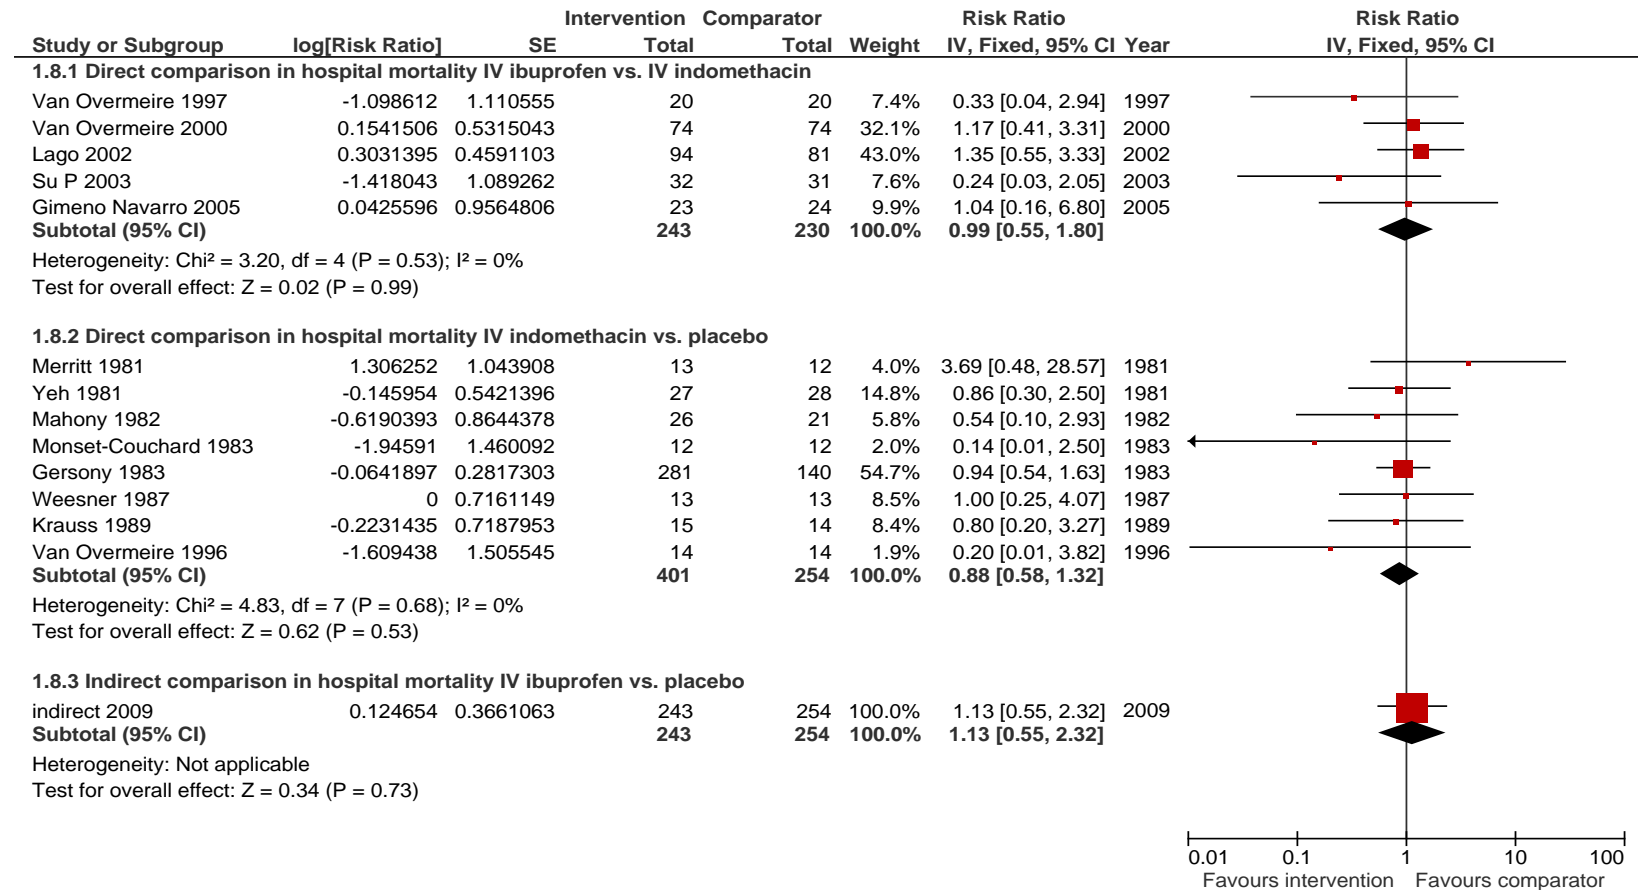 Intervention Comparator Risk Ratio Risk Ratio
Study or Subgroup log[Risk Ratio] SE Total Total Weight IV, Fixed, 95% CI Year IV, Fixed, 95% CI
1.8.1 Direct comparison in hospital mortality IV ibuprofen vs. IV indomethacin
Van Overmeire 1997 -1.098612 1.110555 20 20 7.4% 0.33 [0.04, 2.94] 1997
Van Overmeire 2000 0.1541506 0.5315043 74 74 32.1% 1.17 [0.41, 3.31] 2000
Lago 2002 0.3031395 0.4591103 94 81 43.0% 1.35 [0.55, 3.33] 2002
Su P 2003 -1.418043 1.089262 32 31 7.6% 0.24 [0.03, 2.05] 2003
Gimeno Navarro 2005 0.0425596 0.9564806 23 24 9.9% 1.04 [0.16, 6.80] 2005
Subtotal (95% CI) 243 230 100.0% 0.99 [0.55, 1.80]
Heterogeneity: Chi² = 3.20, df = 4 (P = 0.53); I² = 0%
Test for overall effect: Z = 0.02 (P = 0.99)
1.8.2 Direct comparison in hospital mortality IV indomethacin vs. placebo
Merritt 1981 1.306252 1.043908 13 12 4.0% 3.69 [0.48, 28.57] 1981
Yeh 1981 -0.145954 0.5421396 27 28 14.8% 0.86 [0.30, 2.50] 1981
Mahony 1982 -0.6190393 0.8644378 26 21 5.8% 0.54 [0.10, 2.93] 1982
Monset-Couchard 1983 -1.94591 1.460092 12 12 2.0% 0.14 [0.01, 2.50] 1983
Gersony 1983 -0.0641897 0.2817303 281 140 54.7% 0.94 [0.54, 1.63] 1983
Weesner 1987 0 0.7161149 13 13 8.5% 1.00 [0.25, 4.07] 1987
Krauss 1989 -0.2231435 0.7187953 15 14 8.4% 0.80 [0.20, 3.27] 1989
Van Overmeire 1996 -1.609438 1.505545 14 14 1.9% 0.20 [0.01, 3.82] 1996
Subtotal (95% CI) 401 254 100.0% 0.88 [0.58, 1.32]
Heterogeneity: Chi² = 4.83, df = 7 (P = 0.68); I² = 0%
Test for overall effect: Z = 0.62 (P = 0.53)
1.8.3 Indirect comparison in hospital mortality IV ibuprofen vs. placebo
indirect 2009 0.124654 0.3661063 243 254 100.0% 1.13 [0.55, 2.32] 2009
Subtotal (95% CI) 243 254 100.0% 1.13 [0.55, 2.32]
Heterogeneity: Not applicable
Test for overall effect: Z = 0.34 (P = 0.73)
0.01 0.1 1 10 100
Favours intervention Favours comparator